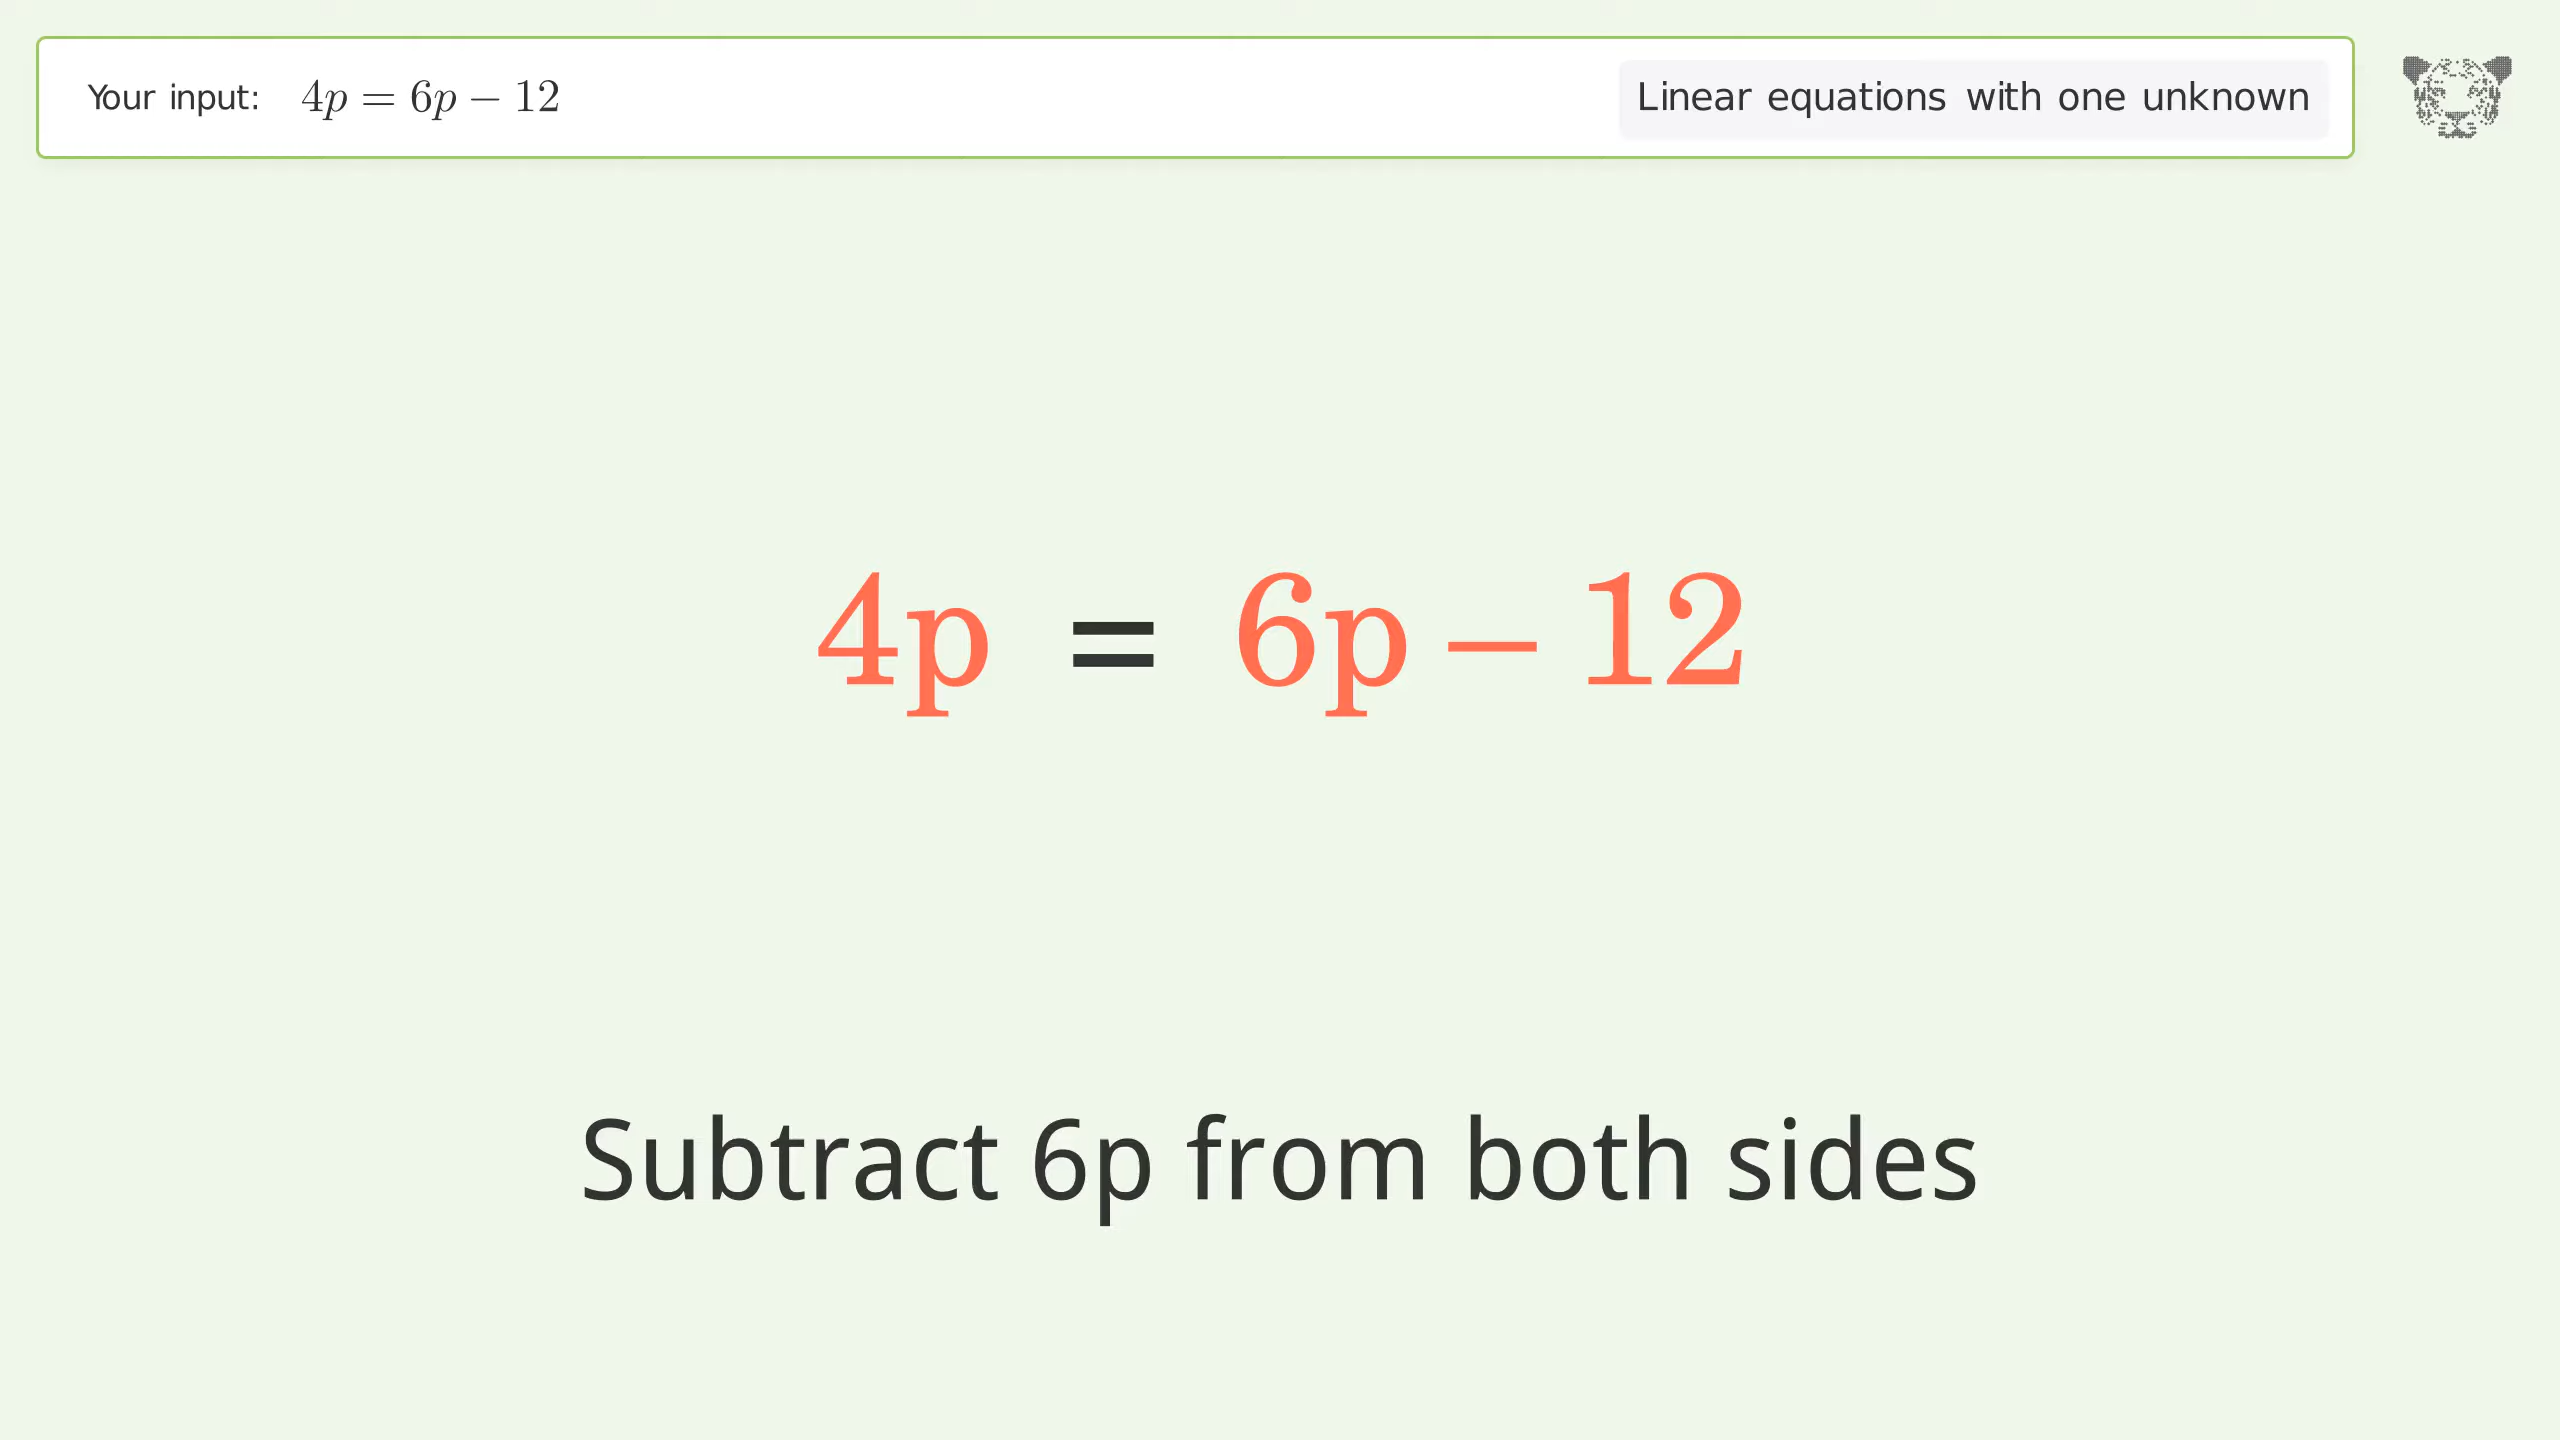 Your input: 4p = 6p − 12
Linear equations with one unknown
4p = 6p − 12
Subtract 6p from both sides